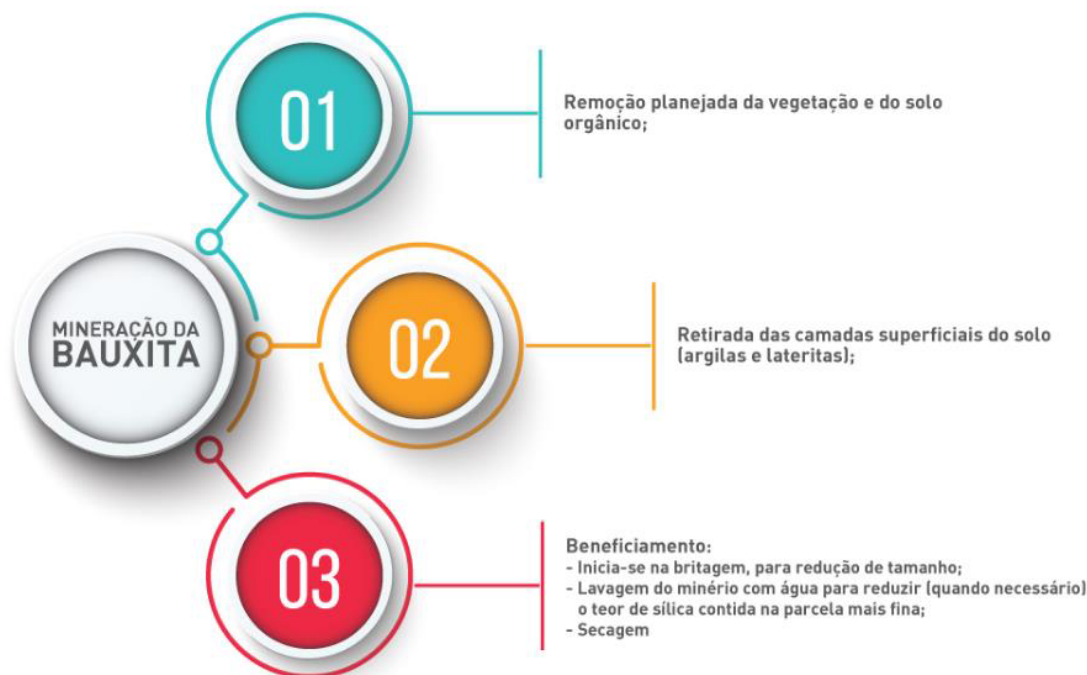 MINERAÇÃO DA
BAUXITA
01
Remoção planejada da vegetação e do solo
orgânico;
02
Retirada das camadas superficiais do solo
(argilas e lateritas);
03
Beneficiamento:
- Inicia-se na britagem, para redução de tamanho;
- Lavagem do minério com água para reduzir (quando necessário)
o teor de sílica contida na parcela mais fina;
- Secagem